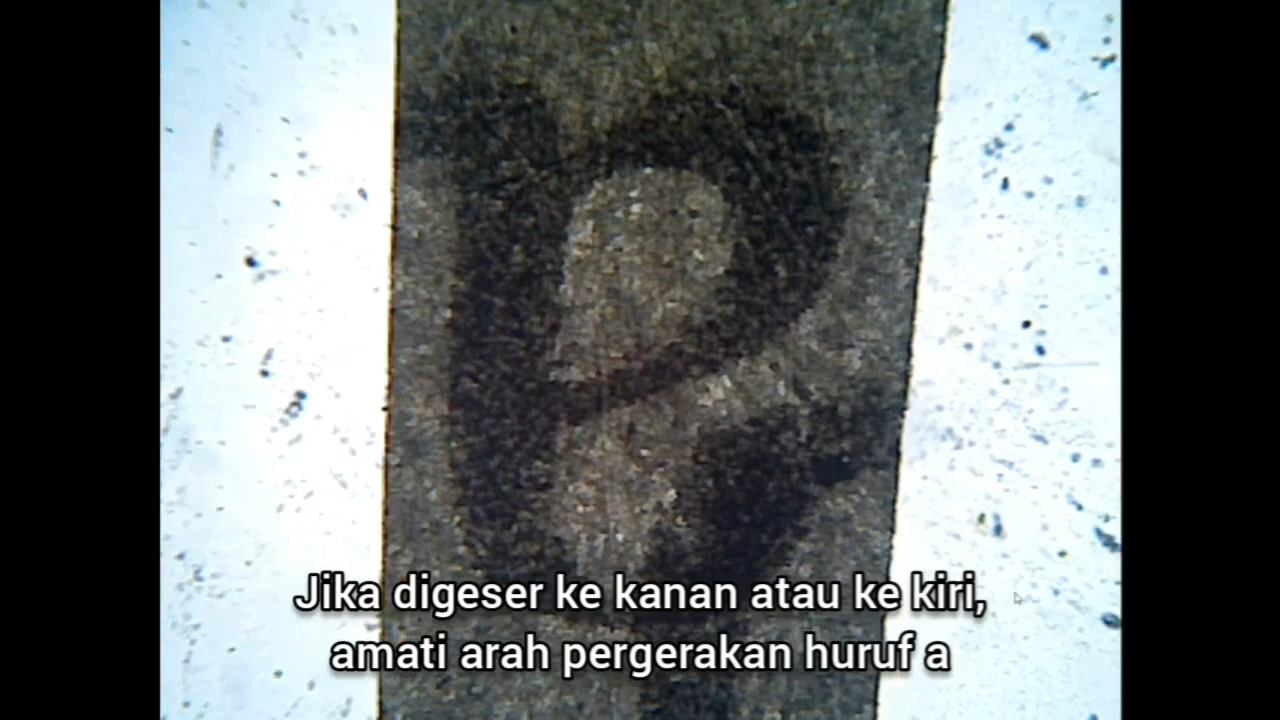 Jika digeser ke kanan atau ke kiri,
amati arah pergerakan huruf a